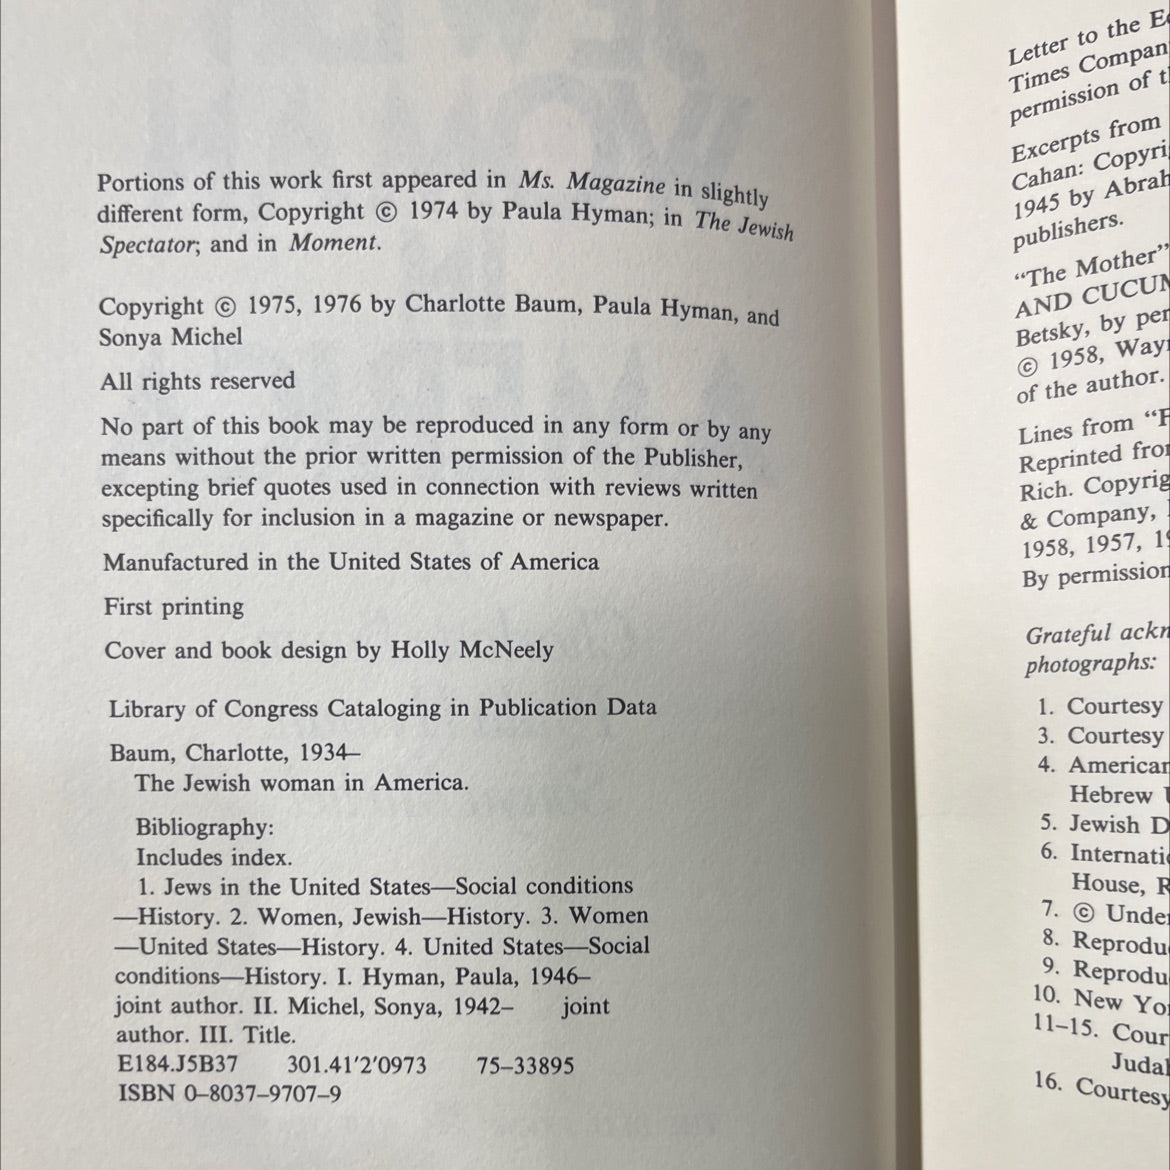 Portions of this work first appeared in Ms. Magazine in slightly
different form, Copyright © 1974 by Paula Hyman; in The Jewish
Spectator; and in Moment.
Copyright © 1975, 1976 by Charlotte Baum, Paula Hyman, and
Sonya Michel
All rights reserved
No part of this book may be reproduced in any form or by any
means without the prior written permission of the Publisher,
excepting brief quotes used in connection with reviews written
specifically for inclusion in a magazine or newspaper.
Manufactured in the United States of America
First printing
Cover and book design by Holly McNeely
Library of Congress Cataloging in Publication Data
Baum, Charlotte, 1934–
The Jewish woman in America.
Bibliography:
Includes index.
1. Jews in the United States—Social conditions
—History. 2. Women, Jewish—History. 3. Women
—United States—History. 4. United States—Social
conditions—History. I. Hyman, Paula, 1946–
joint author. II. Michel, Sonya, 1942– joint
author. III. Title.
E184.J5B37 301.41'2'0973 75–33895
ISBN 0–8037–9707–9
Letter to the
Times
permission of
Excerpts from
Cahan:
1945 by
publishers.
“The Mother”
AND
Betsky, by
© 1958,
of the author.
Lines from
Reprinted
Rich.
& Company,
1958, 1957,
By
Grateful
photographs:
1. Courtesy
3. Courtesy
4.
Hebrew
5. Jewish
6.
House,
7. ©
8.
9.
10. New
11–15.
16. Courtesy